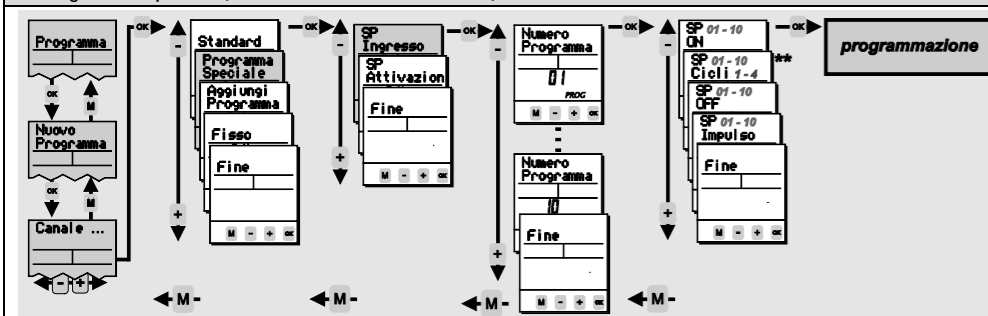 Programma
OK
M
Nuovo
Programma
OK
M
Canale ...
- +
OK
-
+
Standard
Programma
Speciale
Aggiungi
Programma
Fisso
Fine
M - + OK
M -
OK
-
+
SP
Ingresso
SP
Attivazion
Fine
M - + OK
M -
OK
-
+
Numero
Programma
01
PROG
M - + OK
Numero
Programma
10
Fine
M - + OK
M -
OK
-
+
SP 01 - 10
ON
SP 01 - 10 **
Cicli 1 - 4
SP 01 - 10
OFF
SP 01 - 10
Impulso
Fine
M - + OK
M -
OK
programmazione